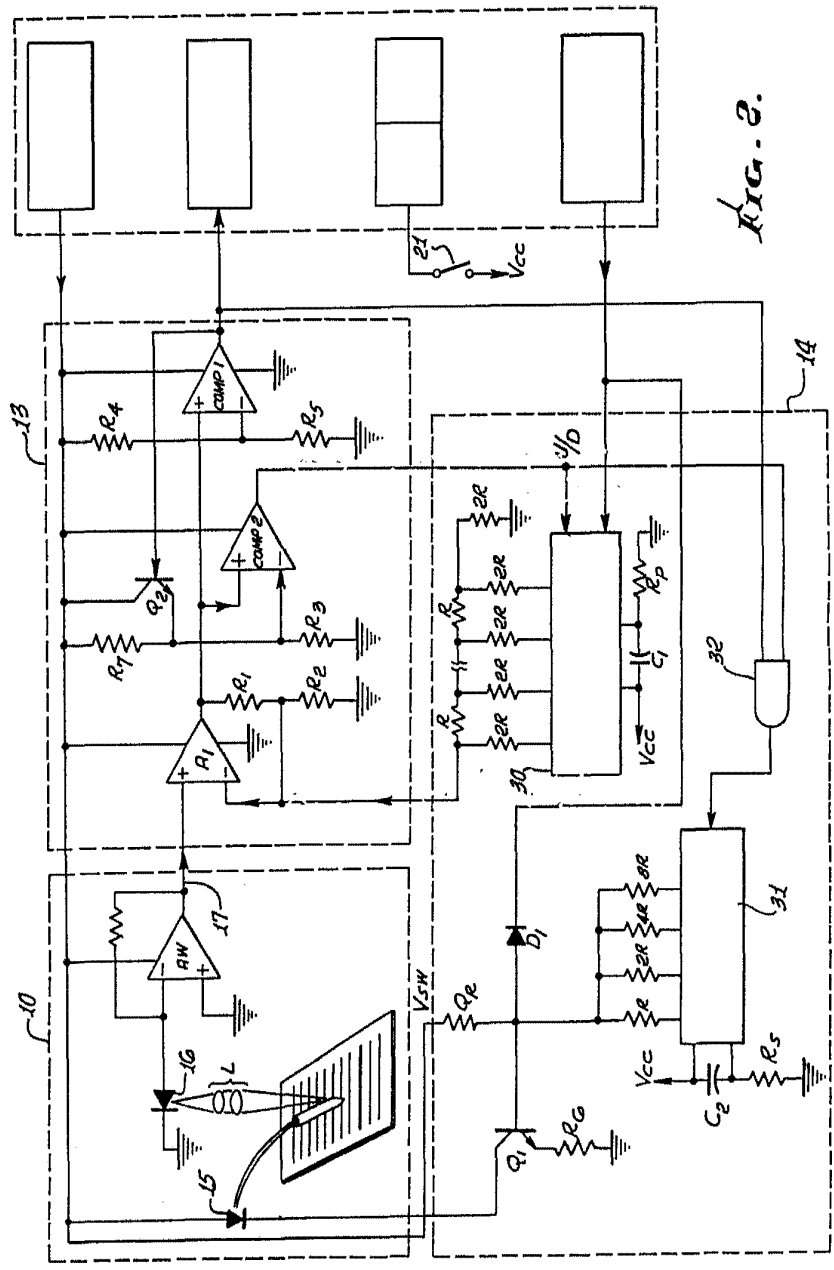 10
13
15
16
L
AW
-
+
17
A1
+
-
R1
R2
R7
Q2
R3
COMP 2
+
-
R4
COMP 1
+
-
R5
21
Vcc
FIG. 2.
VSW
QR
Q1
RG
D1
R
2R
4R
8R
31
Vcc
C2
RS
32
30
R
R
2R
2R
2R
2R
2R
U/D
Vcc
C1
RP
14